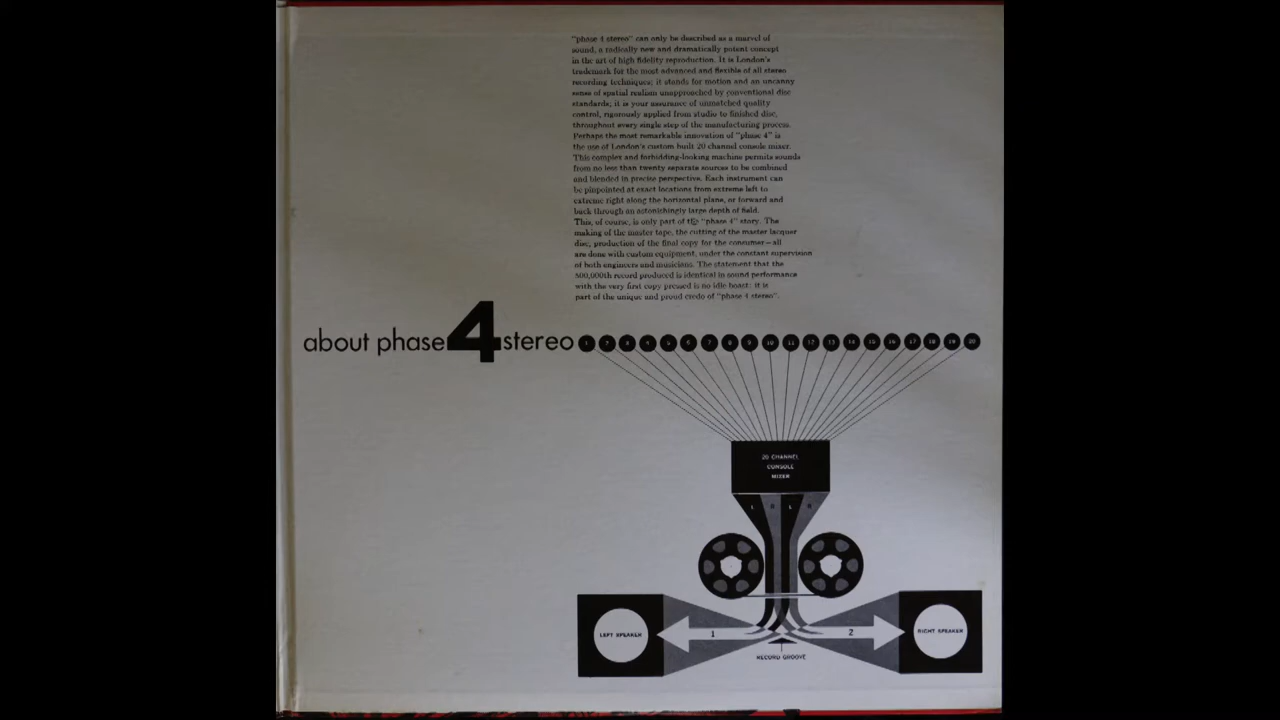 "phase 4 stereo" can only be described as a marvel of
sound, a radically new and dramatically potent concept
in the art of high fidelity reproduction. It is London's
trademark for the most advanced and flexible of all stereo
recording techniques; it stands for motion and an uncanny
sense of spatial realism unapproached by conventional disc
standards; it is your assurance of unmatched quality
control, rigorously applied from studio to finished disc,
throughout every single step of the manufacturing process.
Perhaps the most remarkable innovation of "phase 4" is
the use of London's custom built 20 channel console mixer.
This complex and forbidding-looking machine permits sounds
from no less than twenty separate sources to be combined
and blended in precise perspective. Each instrument can
be pinpointed at exact locations from extreme left to
extreme right along the horizontal plane, or forward and
back through an astonishingly large depth of field.
This, of course, is only part of the "phase 4" story. The
making of the master tape, the cutting of the master lacquer
disc, production of the final copy for the consumer—all
are done with custom equipment, under the constant supervision
of both engineers and musicians. The statement that the
500,000th record produced is identical in sound performance
with the very first copy pressed is no idle boast: it is
part of the unique and proud credo of "phase 4 stereo".
about phase 4 stereo 1 2 3 4 5 6 7 8 9 10 11 12 13 14 15 16 17 18 19 20
20 CHANNEL
CONSOLE
MIXER
L R L R
LEFT SPEAKER 1 2 RIGHT SPEAKER
RECORD GROOVE